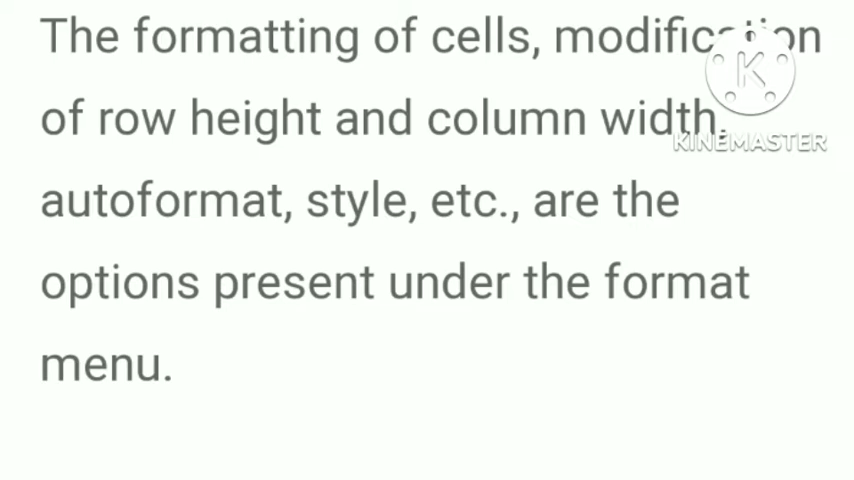 The formatting of cells, modification
of row height and column width,
autoformat, style, etc., are the
options present under the format
menu.
K
KINEMASTER